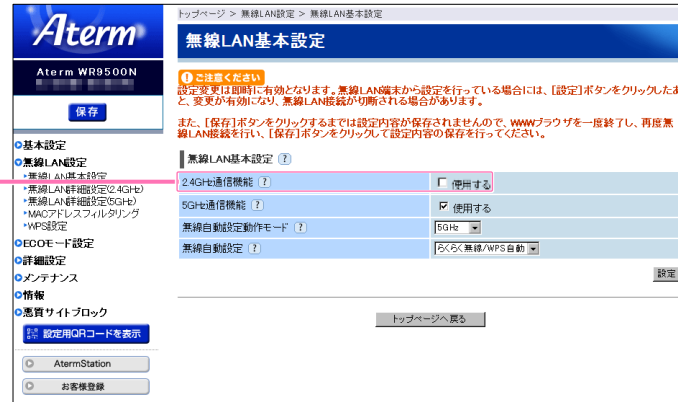 Aterm
Aterm WR9500N
保存
基本設定
無線LAN設定
無線LAN基本設定
無線LAN詳細設定(2.4GHz)
無線LAN詳細設定(5GHz)
MACアドレスフィルタリング
WPS設定
ECOモード設定
詳細設定
メンテナンス
情報
悪質サイトブロック
設定用QRコードを表示
AtermStation
お客様登録
トップページ > 無線LAN設定 > 無線LAN基本設定
無線LAN基本設定
ご注意ください
設定変更は即時に有効となります。無線LAN端末から設定を行っている場合には、[設定]ボタンをクリックしたあ
と、変更が有効になり、無線LAN接続が切断される場合があります。
また、[保存]ボタンをクリックするまでは設定内容が保存されませんので、WWWブラウザを一度終了し、再度無
線LAN接続を行い、[保存]ボタンをクリックして設定内容の保存を行ってください。
無線LAN基本設定 ?
2.4GHz通信機能 ? 使用する
5GHz通信機能 ? 使用する
無線自動設定動作モード ? 5GHz
無線自動設定 ? らくらく無線/WPS自動
設定
トップページへ戻る